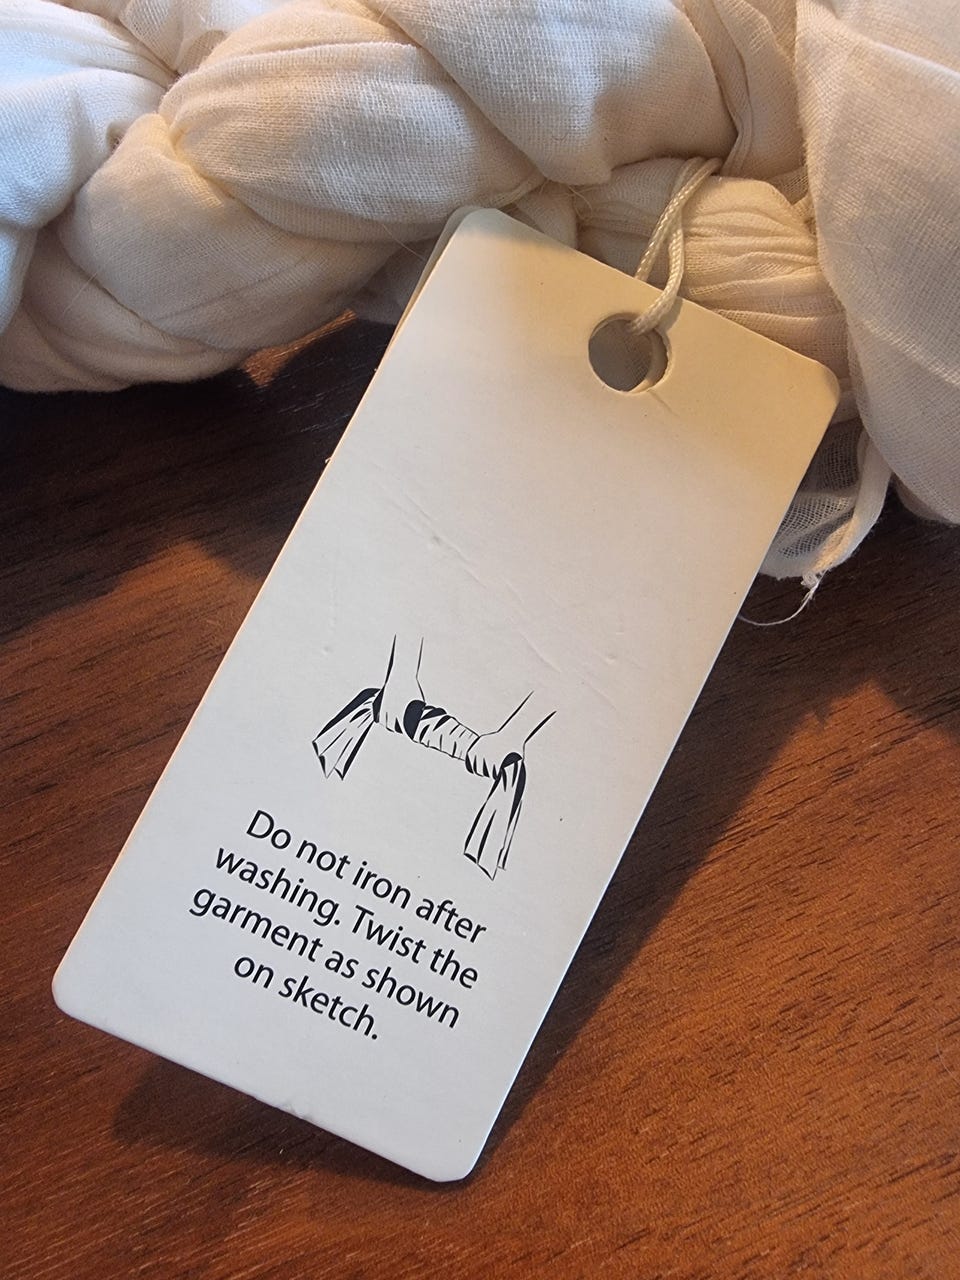 Do not iron after
washing. Twist the
garment as shown
on sketch.